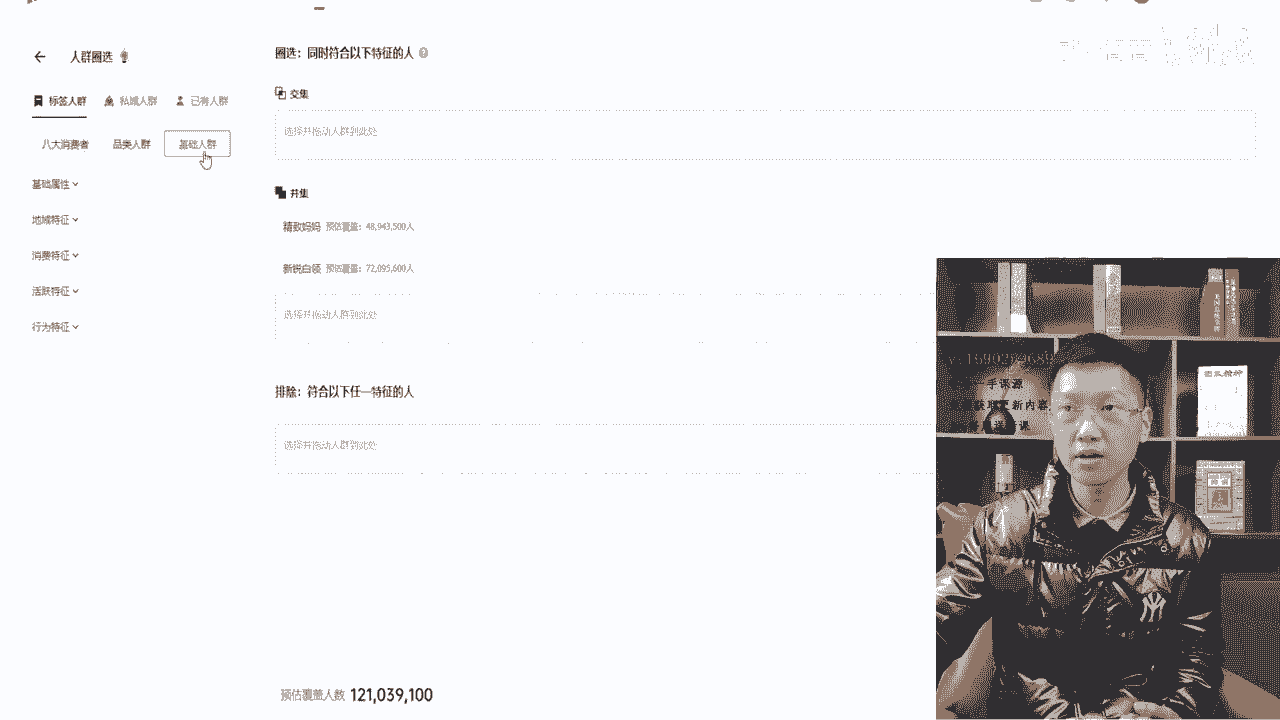 人群圈选
标签人群 私域人群 已有人群
八大消费者 品类人群 基础人群
基础属性
地域特征
消费特征
活跃特征
行为特征
圈选：同时符合以下特征的人
交集
选择并拖动人群到此处
并集
精致妈妈 预估覆盖：48,943,500人
新锐白领 预估覆盖：72,095,600人
选择并拖动人群到此处
排除：符合以下任一特征的人
选择并拖动人群到此处
预估覆盖人数 121,039,100
一手课源
新内容